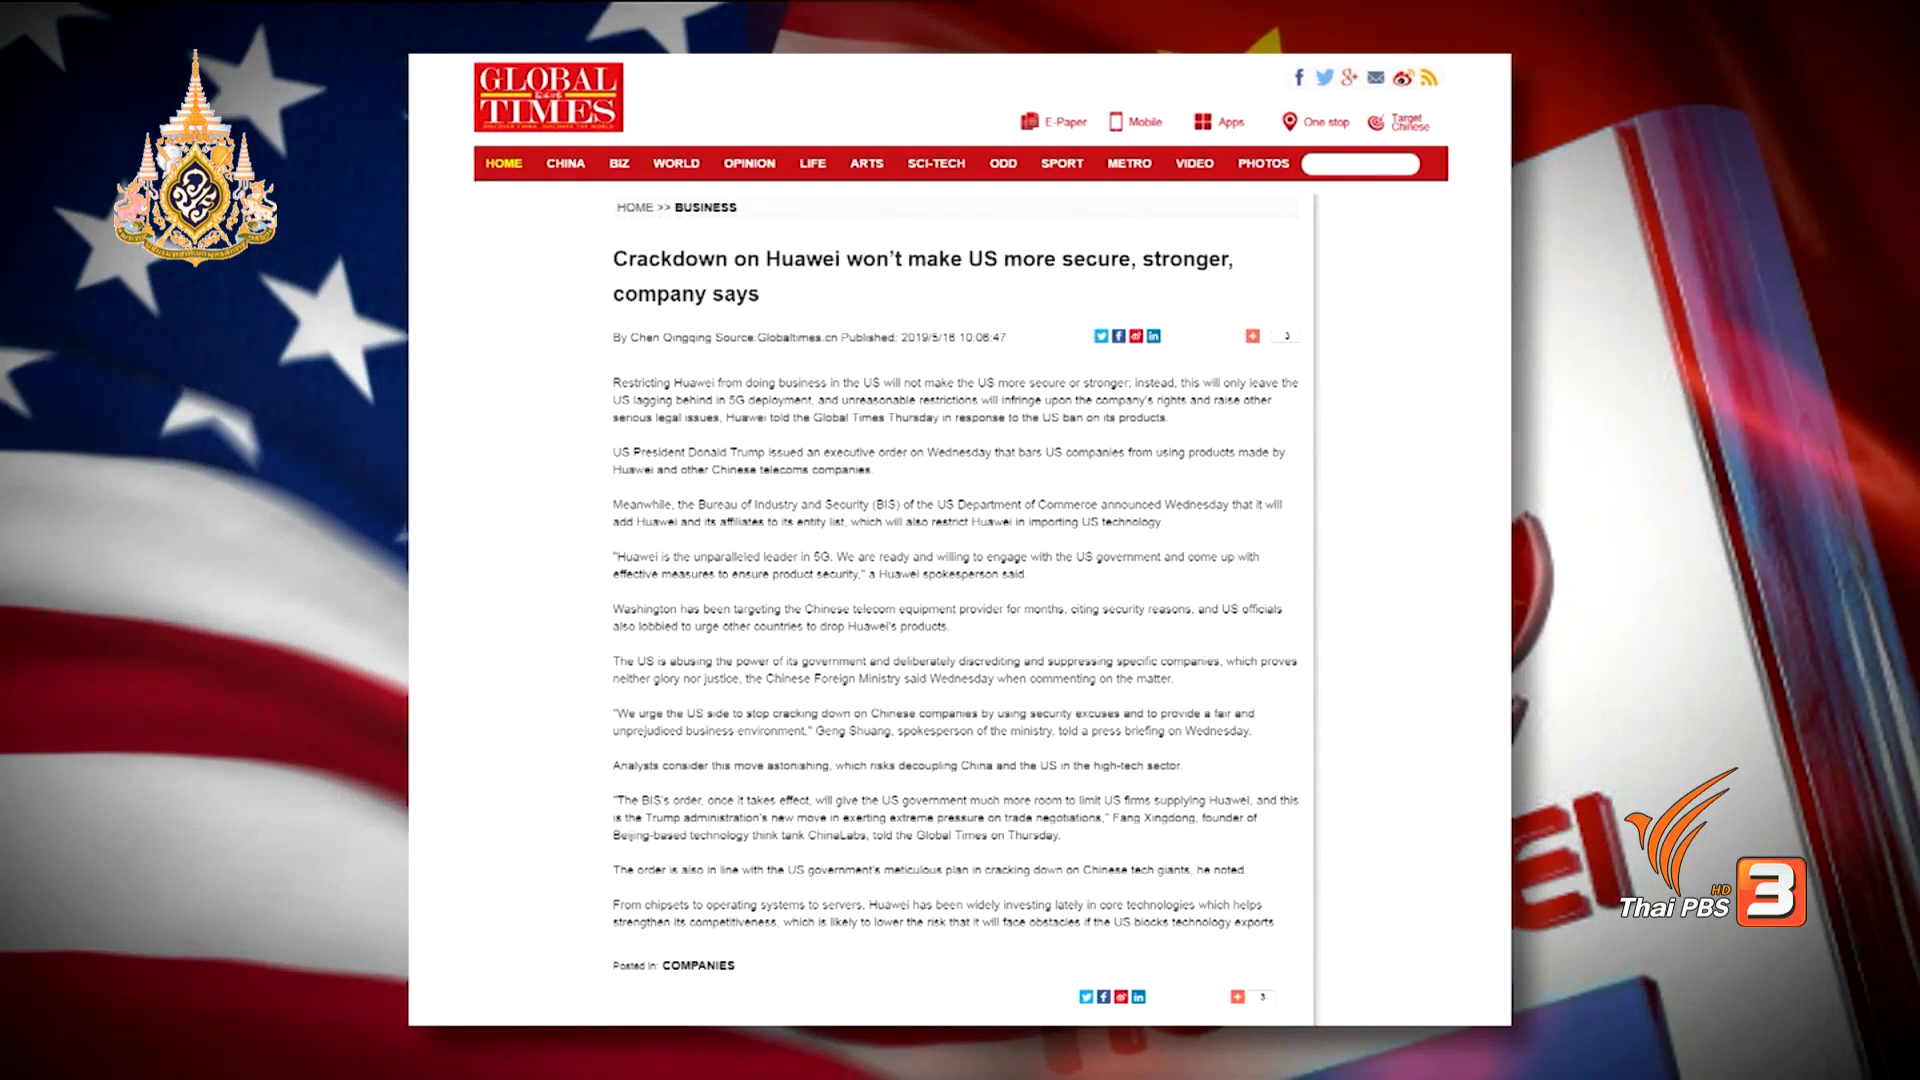 GLOBAL
TIMES
DISCOVER CHINA, DISCOVER THE WORLD
E-Paper Mobile Apps One stop Target Chinese
HOME CHINA BIZ WORLD OPINION LIFE ARTS SCI-TECH ODD SPORT METRO VIDEO PHOTOS
HOME >> BUSINESS
Crackdown on Huawei won’t make US more secure, stronger,
company says
By Chen Qingqing Source:Globaltimes.cn Published: 2019/5/16 10:08:47
3
Restricting Huawei from doing business in the US will not make the US more secure or stronger; instead, this will only leave the
US lagging behind in 5G deployment, and unreasonable restrictions will infringe upon the company's rights and raise other
serious legal issues, Huawei told the Global Times Thursday in response to the US ban on its products.
US President Donald Trump issued an executive order on Wednesday that bars US companies from using products made by
Huawei and other Chinese telecoms companies.
Meanwhile, the Bureau of Industry and Security (BIS) of the US Department of Commerce announced Wednesday that it will
add Huawei and its affiliates to its entity list, which will also restrict Huawei in importing US technology.
"Huawei is the unparalleled leader in 5G. We are ready and willing to engage with the US government and come up with
effective measures to ensure product security," a Huawei spokesperson said.
Washington has been targeting the Chinese telecom equipment provider for months, citing security reasons, and US officials
also lobbied to urge other countries to drop Huawei's products.
The US is abusing the power of its government and deliberately discrediting and suppressing specific companies, which proves
neither glory nor justice, the Chinese Foreign Ministry said Wednesday when commenting on the matter.
"We urge the US side to stop cracking down on Chinese companies by using security excuses and to provide a fair and
unprejudiced business environment," Geng Shuang, spokesperson of the ministry, told a press briefing on Wednesday.
Analysts consider this move astonishing, which risks decoupling China and the US in the high-tech sector.
"The BIS's order, once it takes effect, will give the US government much more room to limit US firms supplying Huawei, and this
is the Trump administration's new move in exerting extreme pressure on trade negotiations," Fang Xingdong, founder of
Beijing-based technology think tank ChinaLabs, told the Global Times on Thursday.
The order is also in line with the US government's meticulous plan in cracking down on Chinese tech giants, he noted.
From chipsets to operating systems to servers, Huawei has been widely investing lately in core technologies which helps
strengthen its competitiveness, which is likely to lower the risk that it will face obstacles if the US blocks technology exports
Posted in: COMPANIES
3
HD
Thai PBS 3
EI